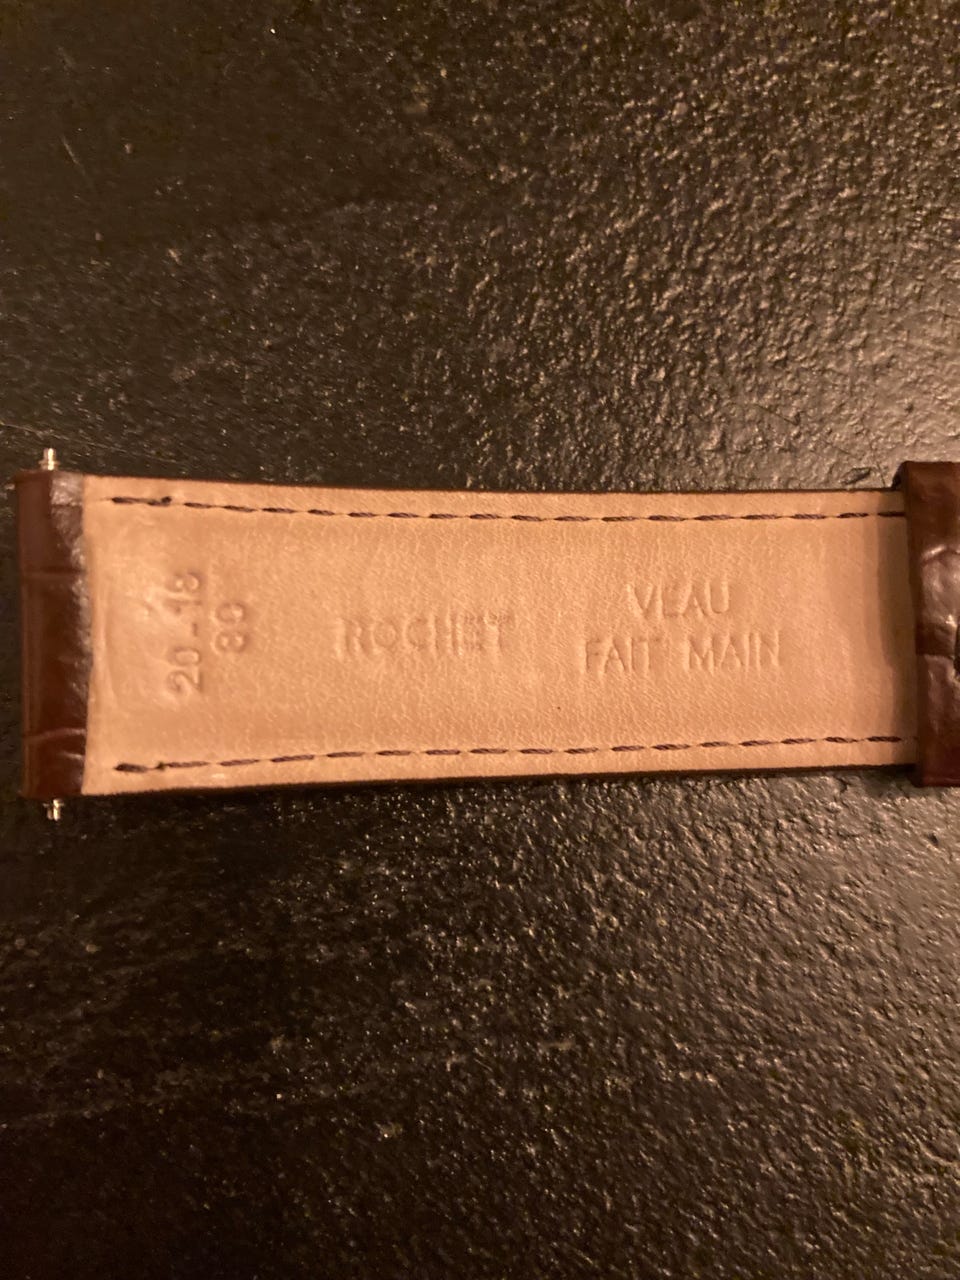 20-18
80
ROCHET
VEAU
FAIT MAIN